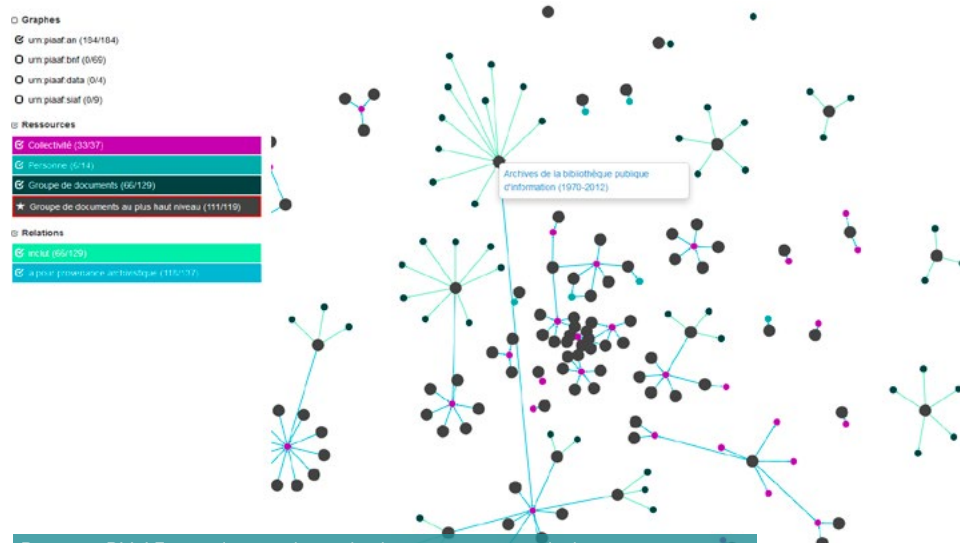 Graphes
urn:piaaf:an (184/184)
urn:piaaf:bnf (0/69)
urn:piaaf:data (0/4)
urn:piaaf:siaf (0/9)
Ressources
Collectivité (33/37)
Personne (6/14)
Groupe de documents (66/129)
Groupe de documents au plus haut niveau (111/119)
Relations
inclut (66/129)
a pour provenance archivistique (118/137)
Archives de la bibliothèque pubique
d'information (1970-2012)